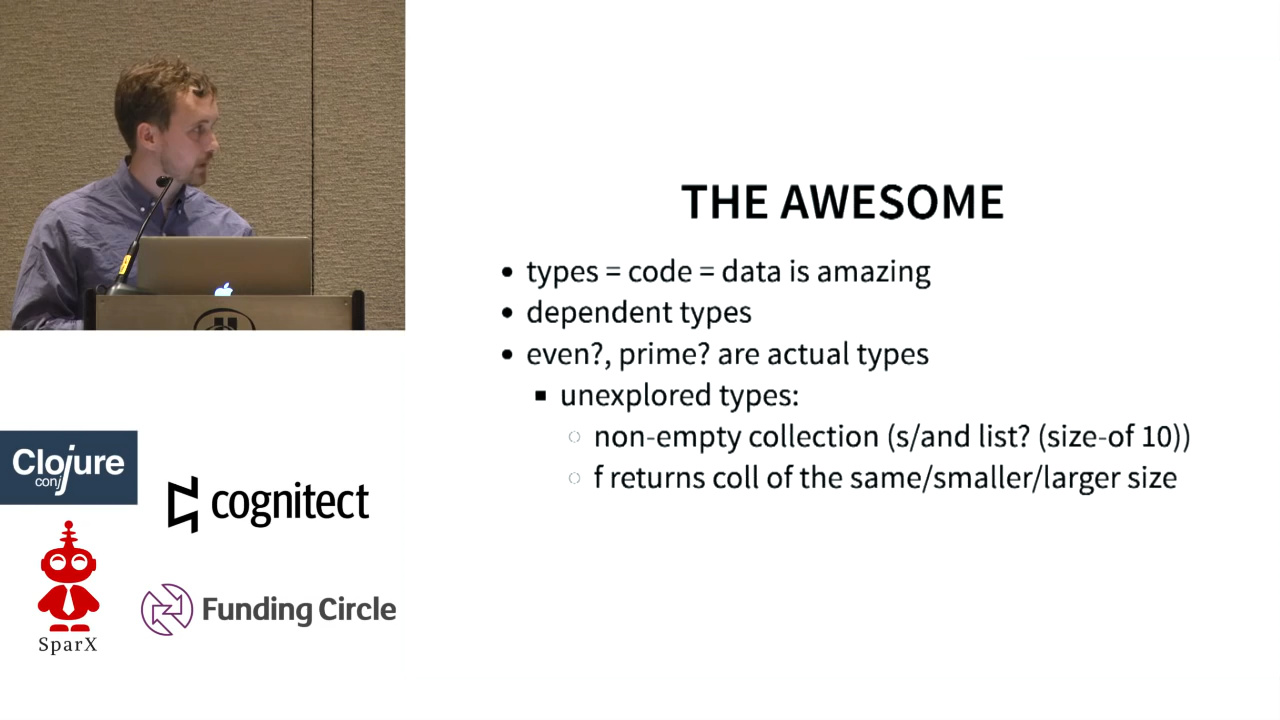 THE AWESOME
types = code = data is amazing
dependent types
even?, prime? are actual types
unexplored types:
non-empty collection (s/and list? (size-of 10))
f returns coll of the same/smaller/larger size
Clojure
conj
cognitect
SparX
Funding Circle